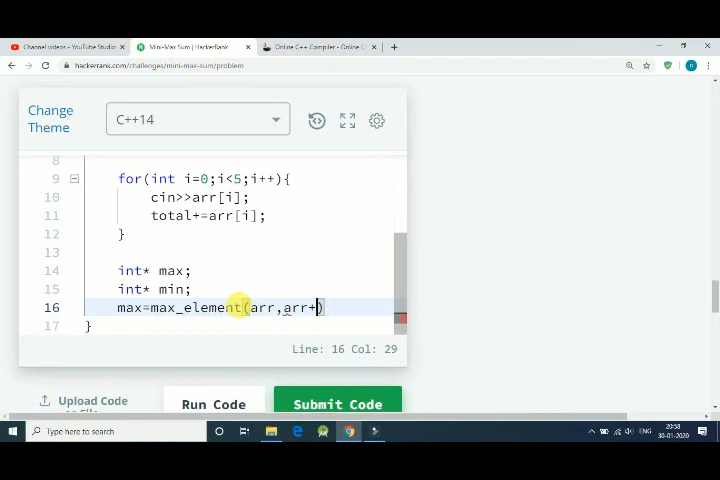 Channel videos - YouTube Studio
Mini-Max Sum | HackerRank
Online C++ Compiler - Online C
hackerrank.com/challenges/mini-max-sum/problem
n
Change Theme
C++14
8
9 for(int i=0;i<5;i++){
10 cin>>arr[i];
11 total+=arr[i];
12 }
13
14 int* max;
15 int* min;
16 max=max_element(arr,arr+)
17 }
Line: 16 Col: 29
Upload Code
as File
Run Code
Submit Code
Type here to search
ENG
20:58
30-01-2020